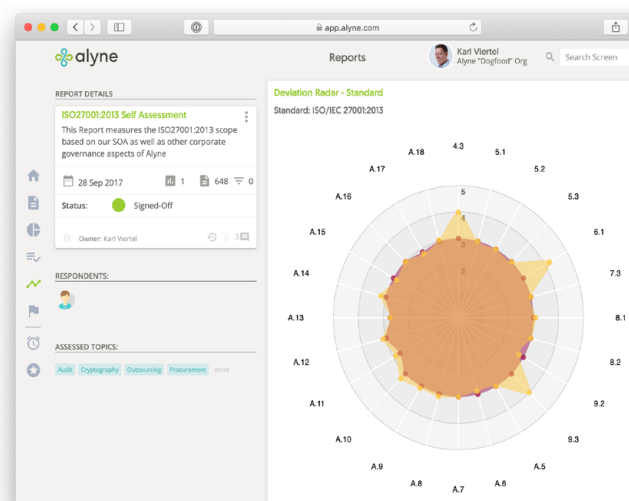 app.alyne.com
alyne
Reports
Karl Viertel
Alyne "Dogfood" Org
Search Screen
REPORT DETAILS
ISO27001:2013 Self Assessment
This Report measures the ISO27001:2013 scope
based on our SOA as well as other corporate
governance aspects of Alyne
28 Sep 2017
1
648
0
Status:
Signed-Off
Owner: Karl Viertel
3
RESPONDENTS:
ASSESSED TOPICS:
Audit
Cryptography
Outsourcing
Procurement
more
Deviation Radar - Standard
Standard: ISO/IEC 27001:2013
4.3
5.1
5.2
5.3
6.1
7.3
8.1
8.2
9.2
9.3
A.5
A.6
A.7
A.8
A.9
A.10
A.11
A.12
A.13
A.14
A.15
A.16
A.17
A.18
5
4
3
2